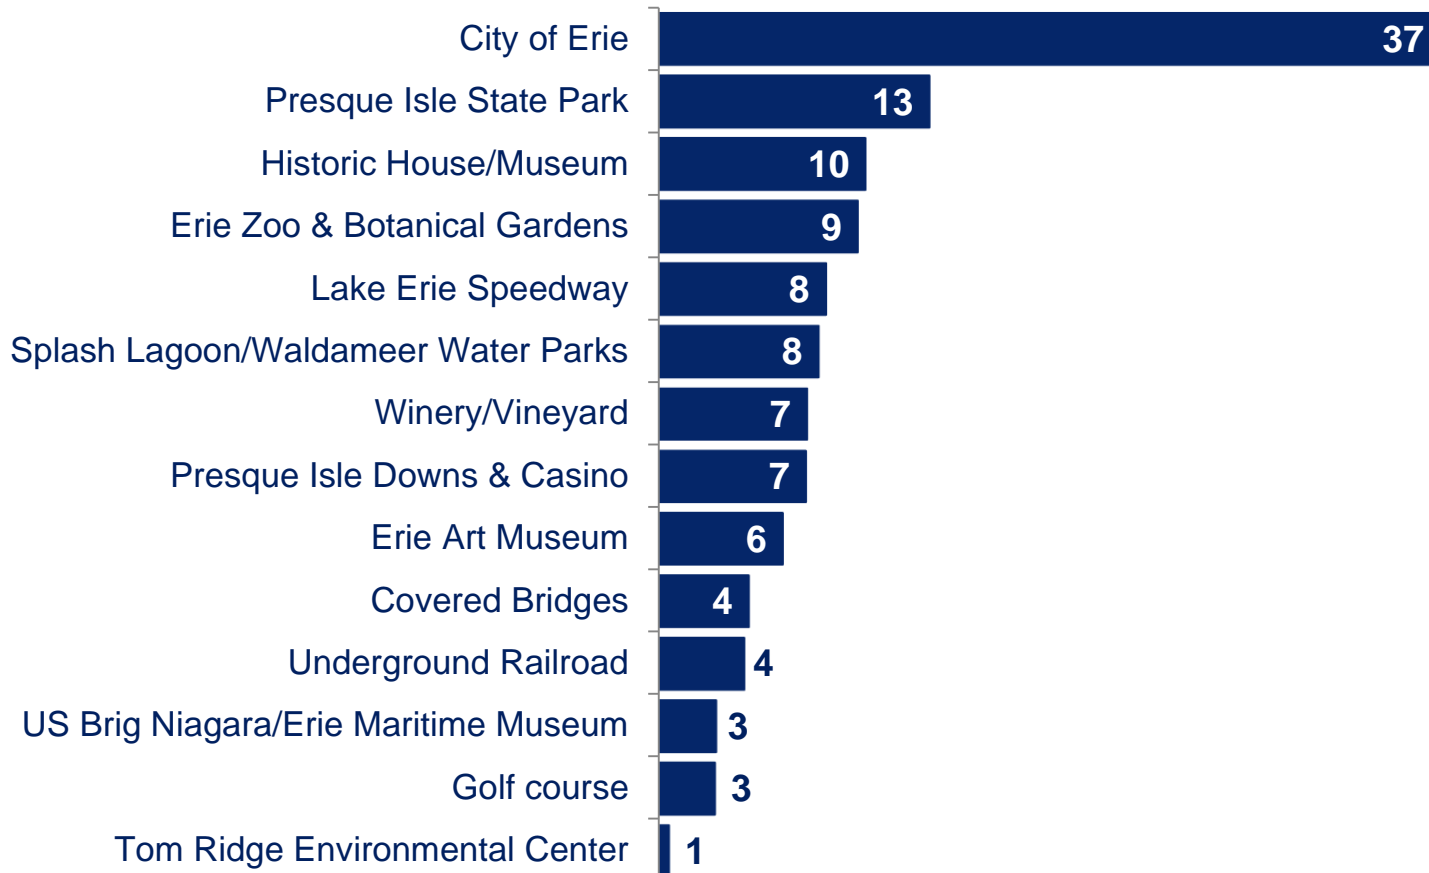 City of Erie 37
Presque Isle State Park 13
Historic House/Museum 10
Erie Zoo & Botanical Gardens 9
Lake Erie Speedway 8
Splash Lagoon/Waldameer Water Parks 8
Winery/Vineyard 7
Presque Isle Downs & Casino 7
Erie Art Museum 6
Covered Bridges 4
Underground Railroad 4
US Brig Niagara/Erie Maritime Museum 3
Golf course 3
Tom Ridge Environmental Center 1